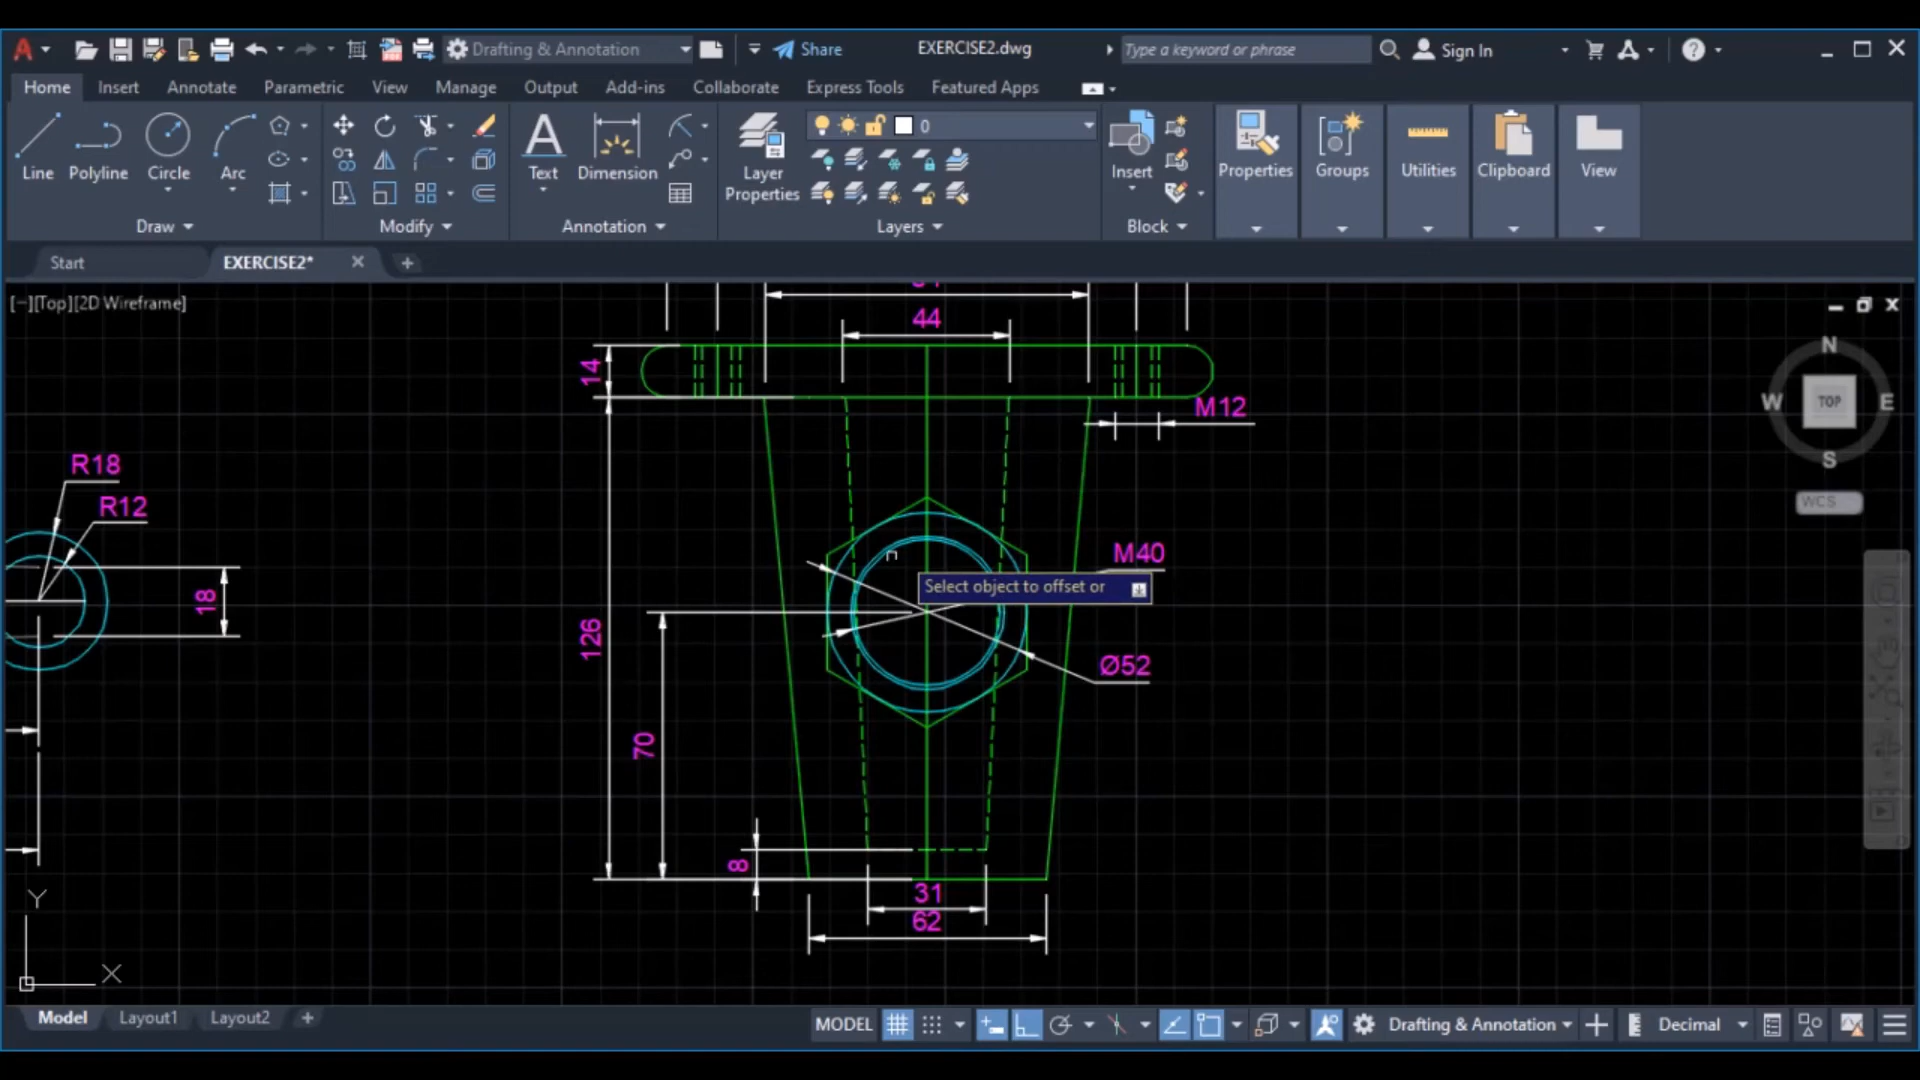 Drafting & Annotation
Share
EXERCISE2.dwg
Type a keyword or phrase
Sign In
Home Insert Annotate Parametric View Manage Output Add-ins Collaborate Express Tools Featured Apps
0
Line Polyline Circle Arc
Text Dimension
Layer Properties
Insert
Properties Groups Utilities Clipboard View
Draw Modify Annotation Layers Block
Start EXERCISE2*
[−][Top][2D Wireframe]
44
14
M12
N
W TOP E
S
WCS
R18
R12
18
126
70
M40
Select object to offset or
Ø52
8
31
62
Y
X
Model Layout1 Layout2
MODEL Drafting & Annotation Decimal